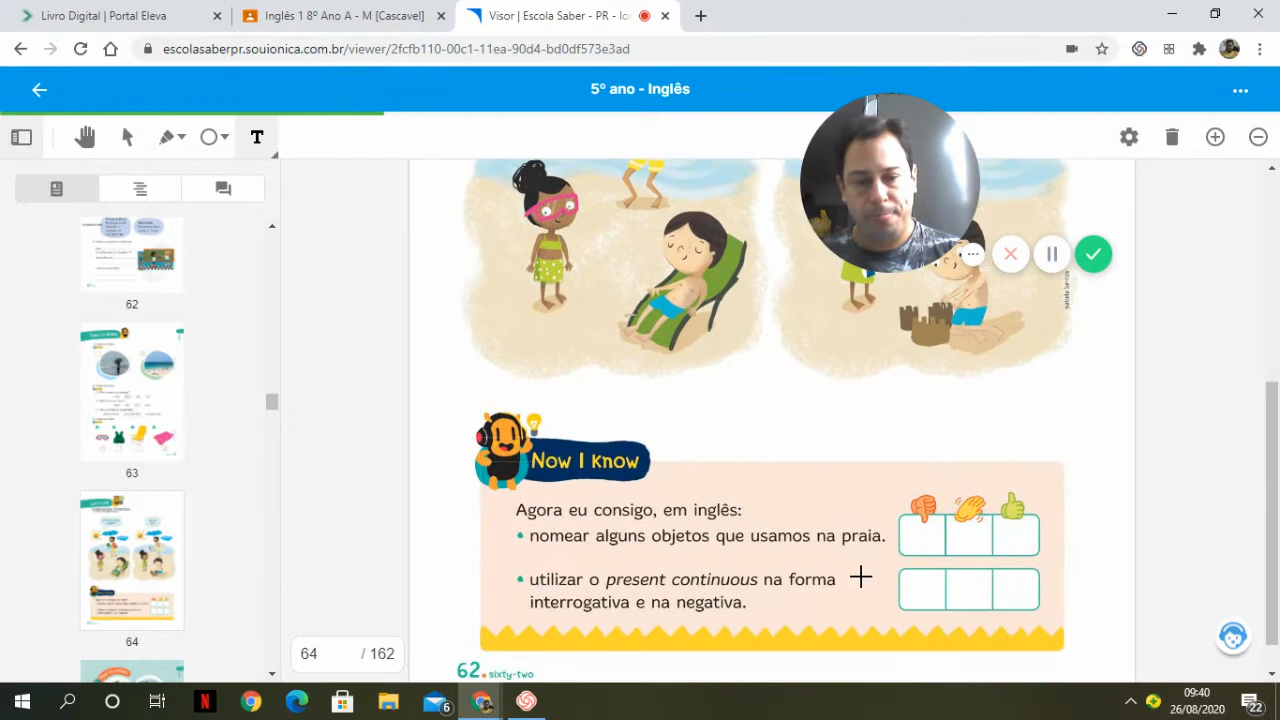 Livro Digital | Portal Eleva
Inglês 1 8º Ano A - M [Cascavel]
Visor | Escola Saber - PR - Ior
escolasaberpr.souionica.com.br/viewer/2fcfb110-00c1-11ea-90d4-bd0df573e3ad
5º ano - Inglês
T
62
63
64
64 / 162
Now I know
Agora eu consigo, em inglês:
• nomear alguns objetos que usamos na praia.
• utilizar o present continuous na forma
interrogativa e na negativa.
62. sixty-two
6
09:40
26/08/2020
22